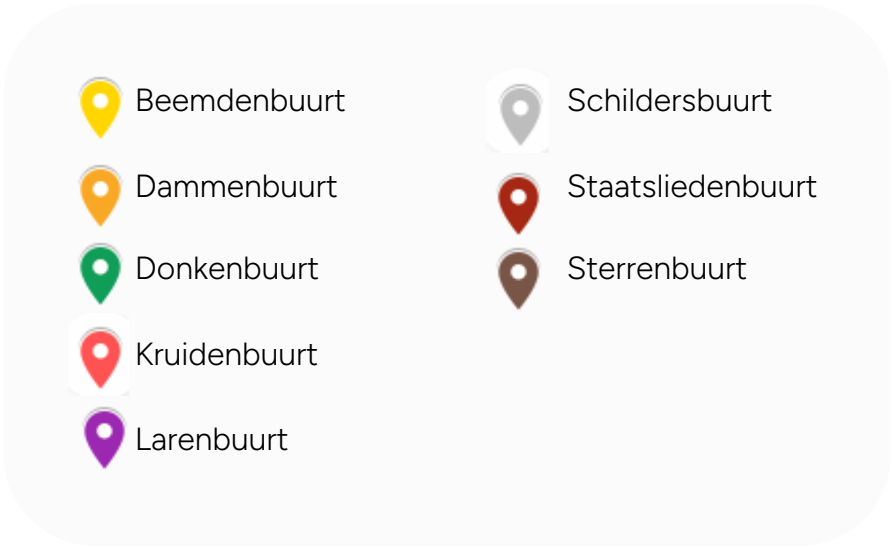 Beemdenbuurt
Dammenbuurt
Donkenbuurt
Kruidenbuurt
Larenbuurt
Schildersbuurt
Staatsliedenbuurt
Sterrenbuurt